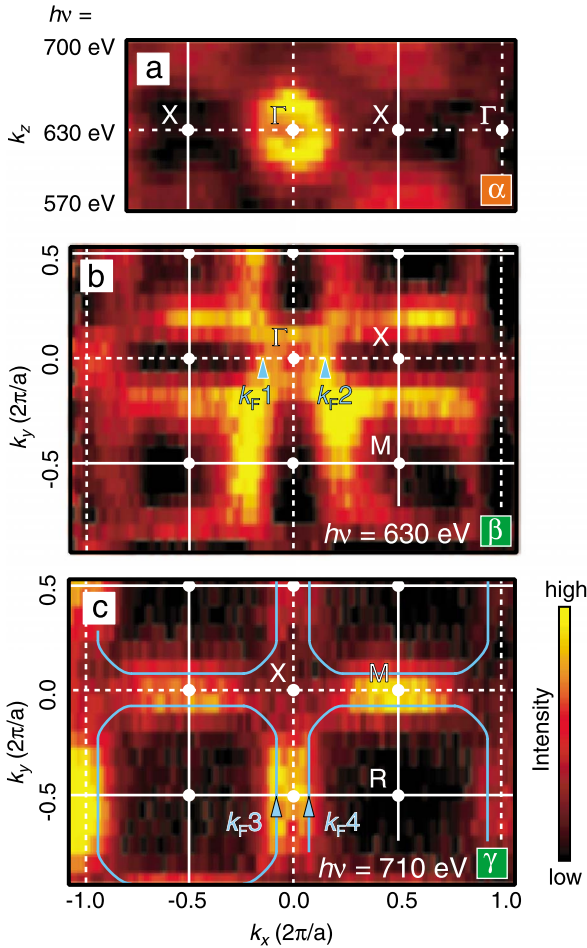 hν =
700 eV
630 eV
570 eV
k_z
a
X Γ X Γ
α
0.5
0.0
-0.5
k_y (2π/a)
b
Γ X
k_F1 k_F2
M
hν = 630 eV β
0.5
0.0
-0.5
k_y (2π/a)
c
X M
R
k_F3 k_F4
hν = 710 eV γ
-1.0 -0.5 0.0 0.5 1.0
k_x (2π/a)
high
Intensity
low